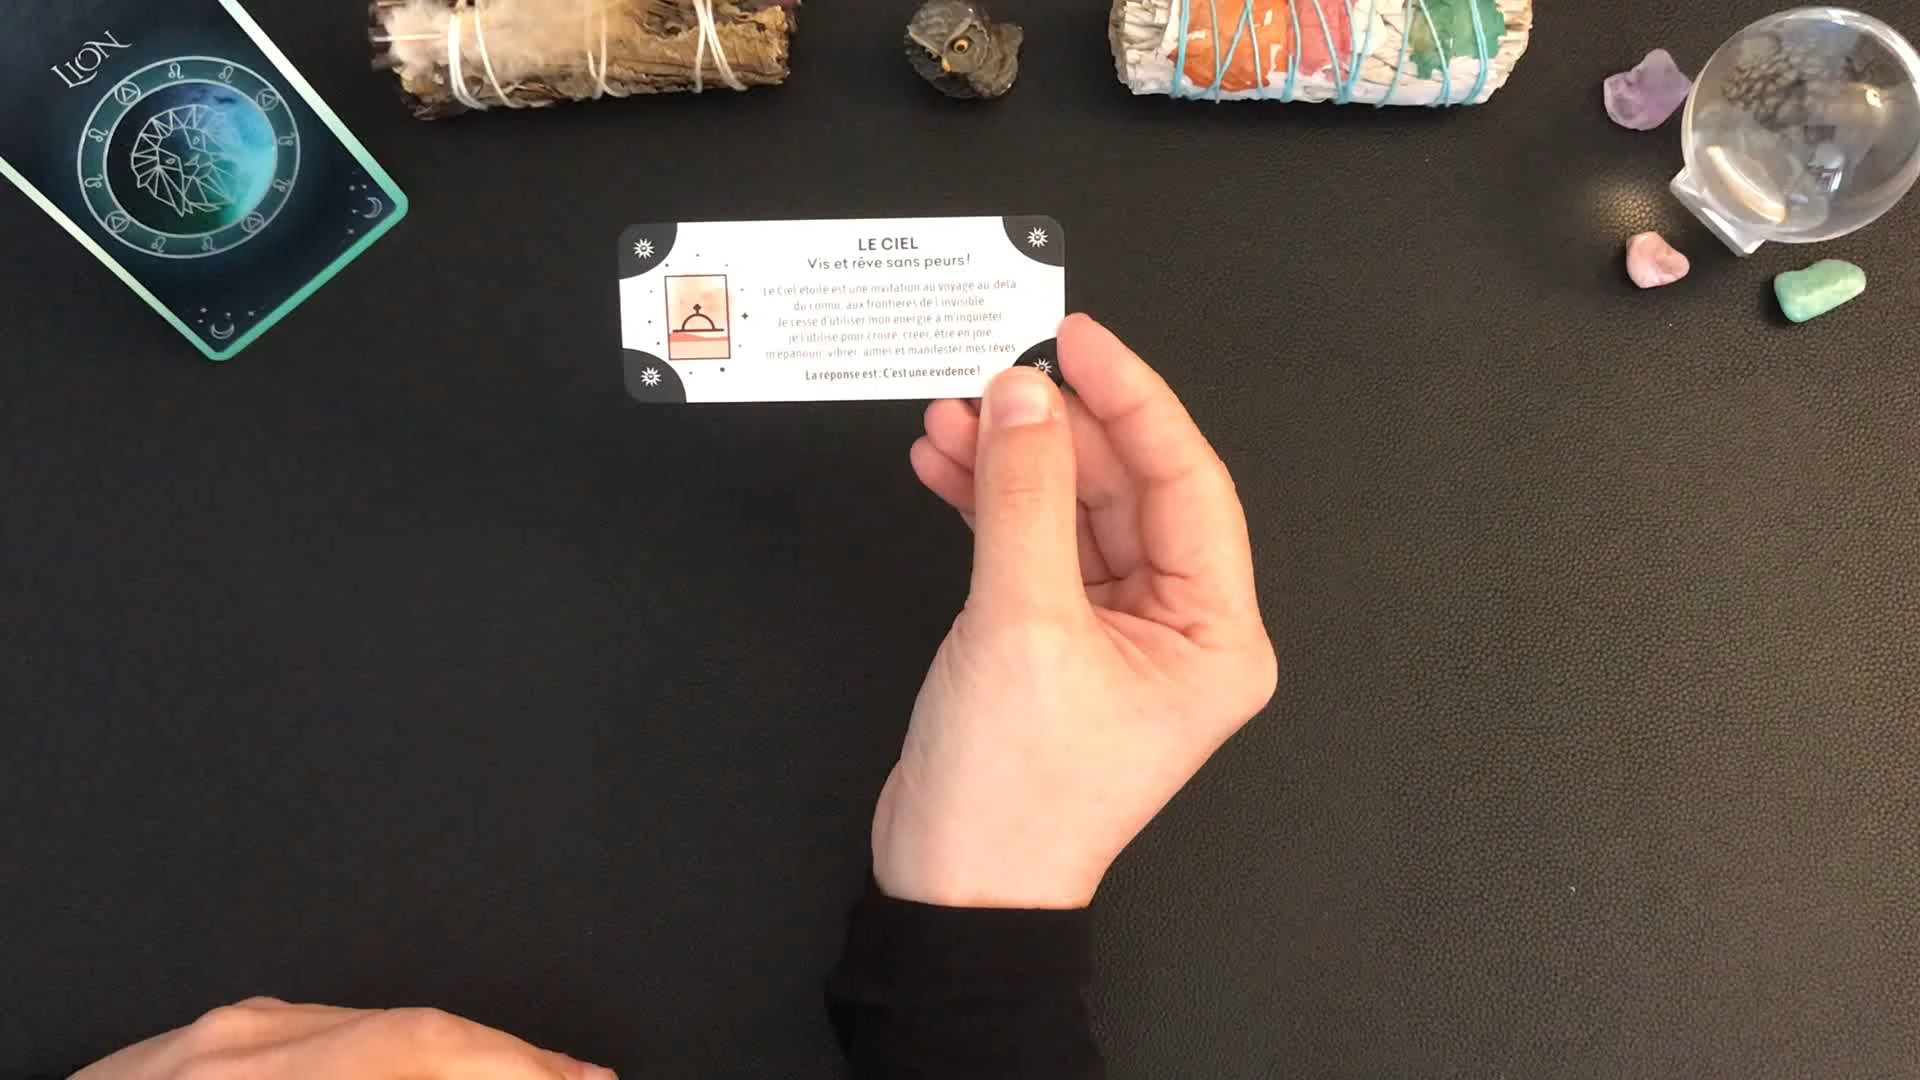 LION
LE CIEL
Vis et rêve sans peurs!
Le Ciel étoilé est une invitation au voyage au delà
du connu, aux frontières de l'invisible
Je cesse d'utiliser mon énergie à m'inquiéter
je l'utilise pour croire, créer, être en joie
m'épanouir, vibrer, aimer et manifester mes rêves
La réponse est: C'est une évidence!